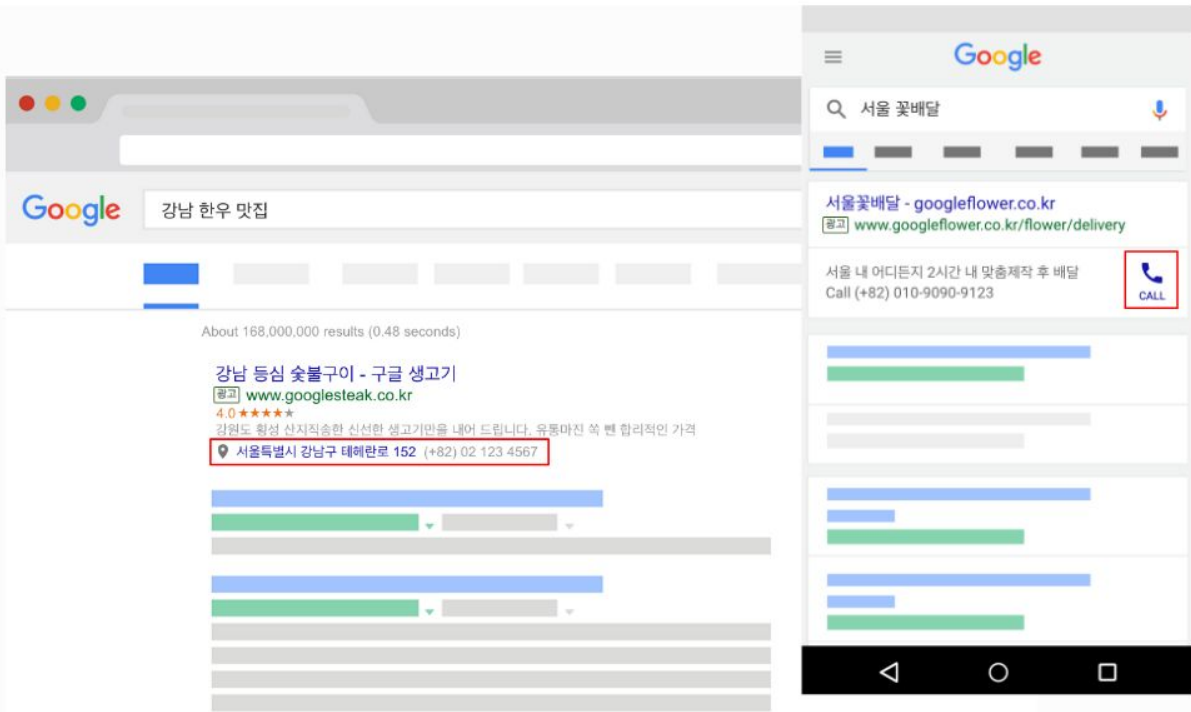 Google
강남 한우 맛집
About 168,000,000 results (0.48 seconds)
강남 등심 숯불구이 - 구글 생고기
광고 www.googlesteak.co.kr
4.0★★★★★
강원도 횡성 산지직송한 신선한 생고기만을 내어 드립니다. 유통마진 쏙 뺀 합리적인 가격
서울특별시 강남구 테헤란로 152 (+82) 02 123 4567
Google
서울 꽃배달
서울꽃배달 - googleflower.co.kr
광고 www.googleflower.co.kr/flower/delivery
서울 내 어디든지 2시간 내 맞춤제작 후 배달
Call (+82) 010-9090-9123
CALL